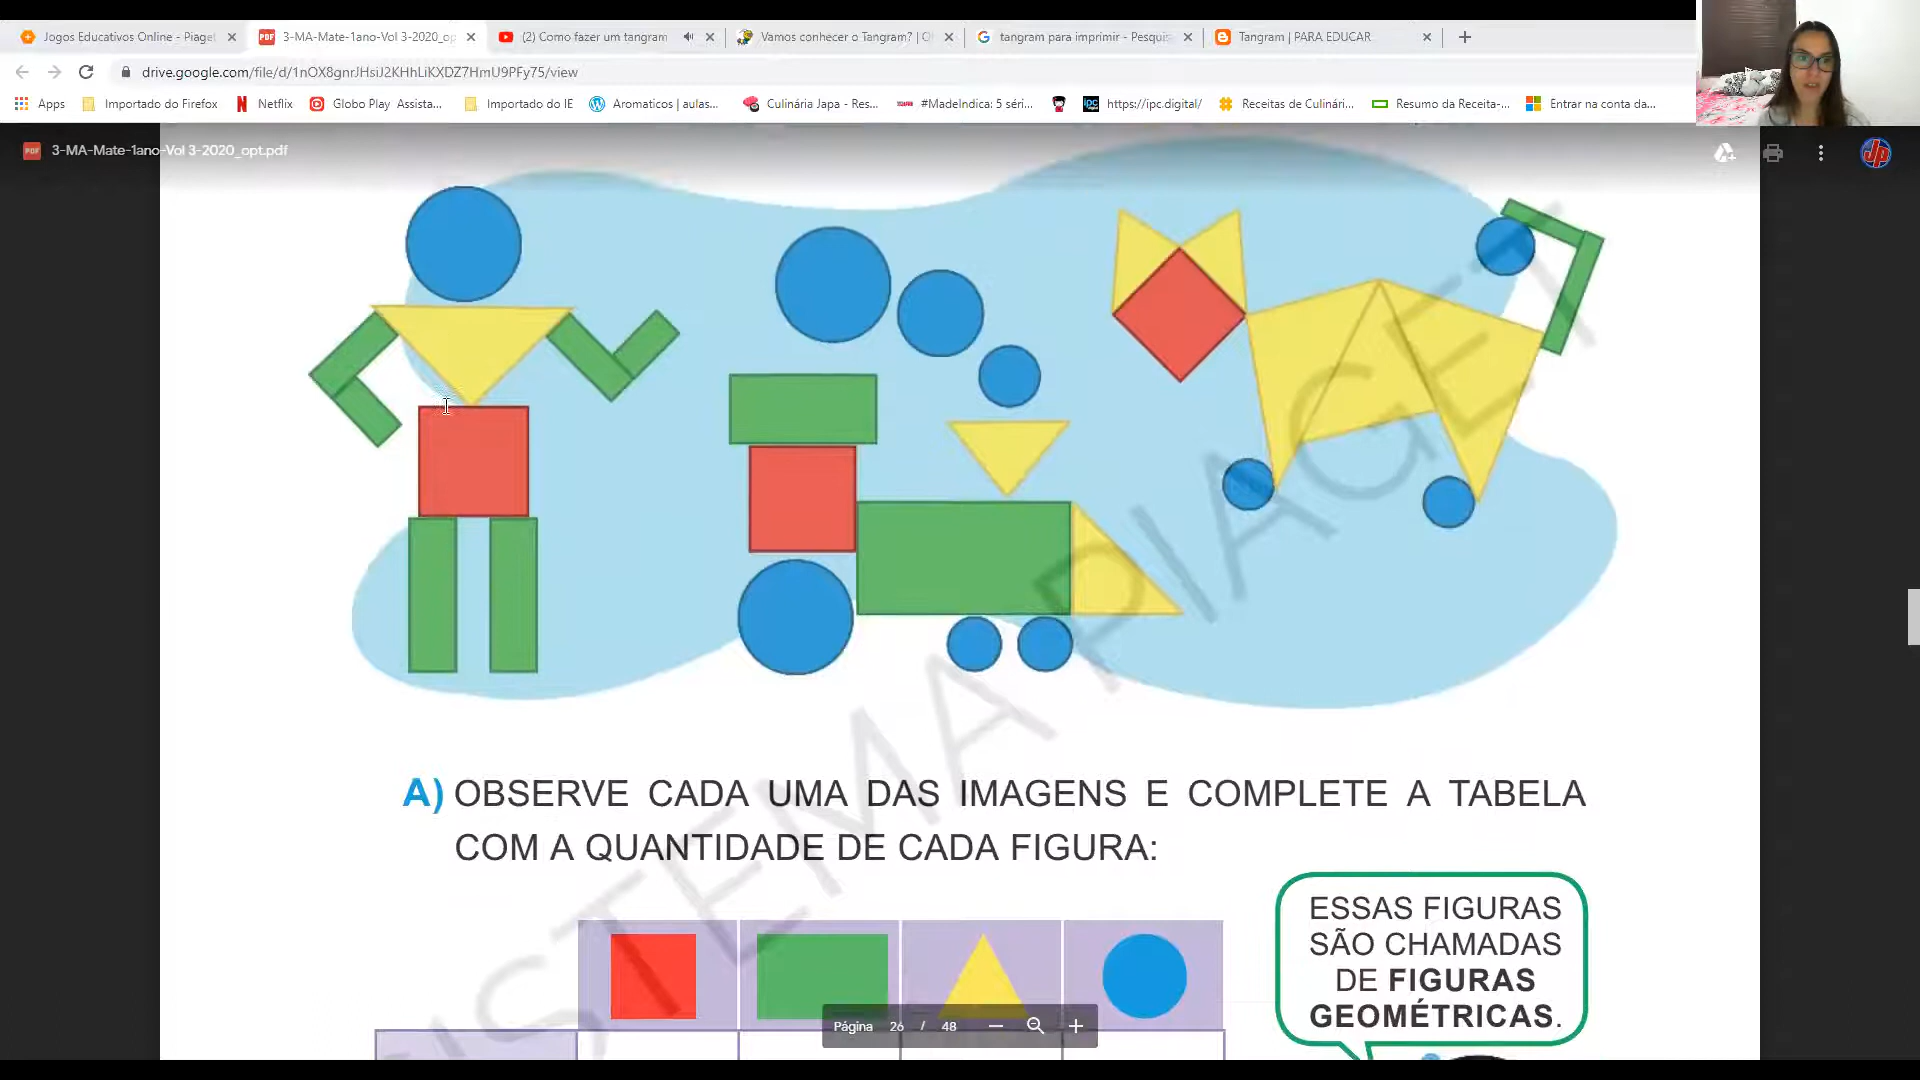 Jogos Educativos Online - Piaget
3-MA-Mate-1ano-Vol 3-2020_op
(2) Como fazer um tangram
Vamos conhecer o Tangram? | O
tangram para imprimir - Pesquis
Tangram | PARA EDUCAR
drive.google.com/file/d/1nOX8gnrJHsiJ2KHhLiKXDZ7HmU9PFy75/view
Apps
Importado do Firefox
Netflix
Globo Play Assista...
Importado do IE
Aromaticos | aulas...
Culinária Japa - Res...
#MadeIndica: 5 séri...
https://ipc.digital/
Receitas de Culinári...
Resumo da Receita-...
Entrar na conta da...
PDF
3-MA-Mate-1ano-Vol 3-2020_opt.pdf
A) OBSERVE CADA UMA DAS IMAGENS E COMPLETE A TABELA
COM A QUANTIDADE DE CADA FIGURA:
ESSAS FIGURAS
SÃO CHAMADAS
DE FIGURAS
GEOMÉTRICAS.
Página 26 / 48
SISTEMA PIAGET